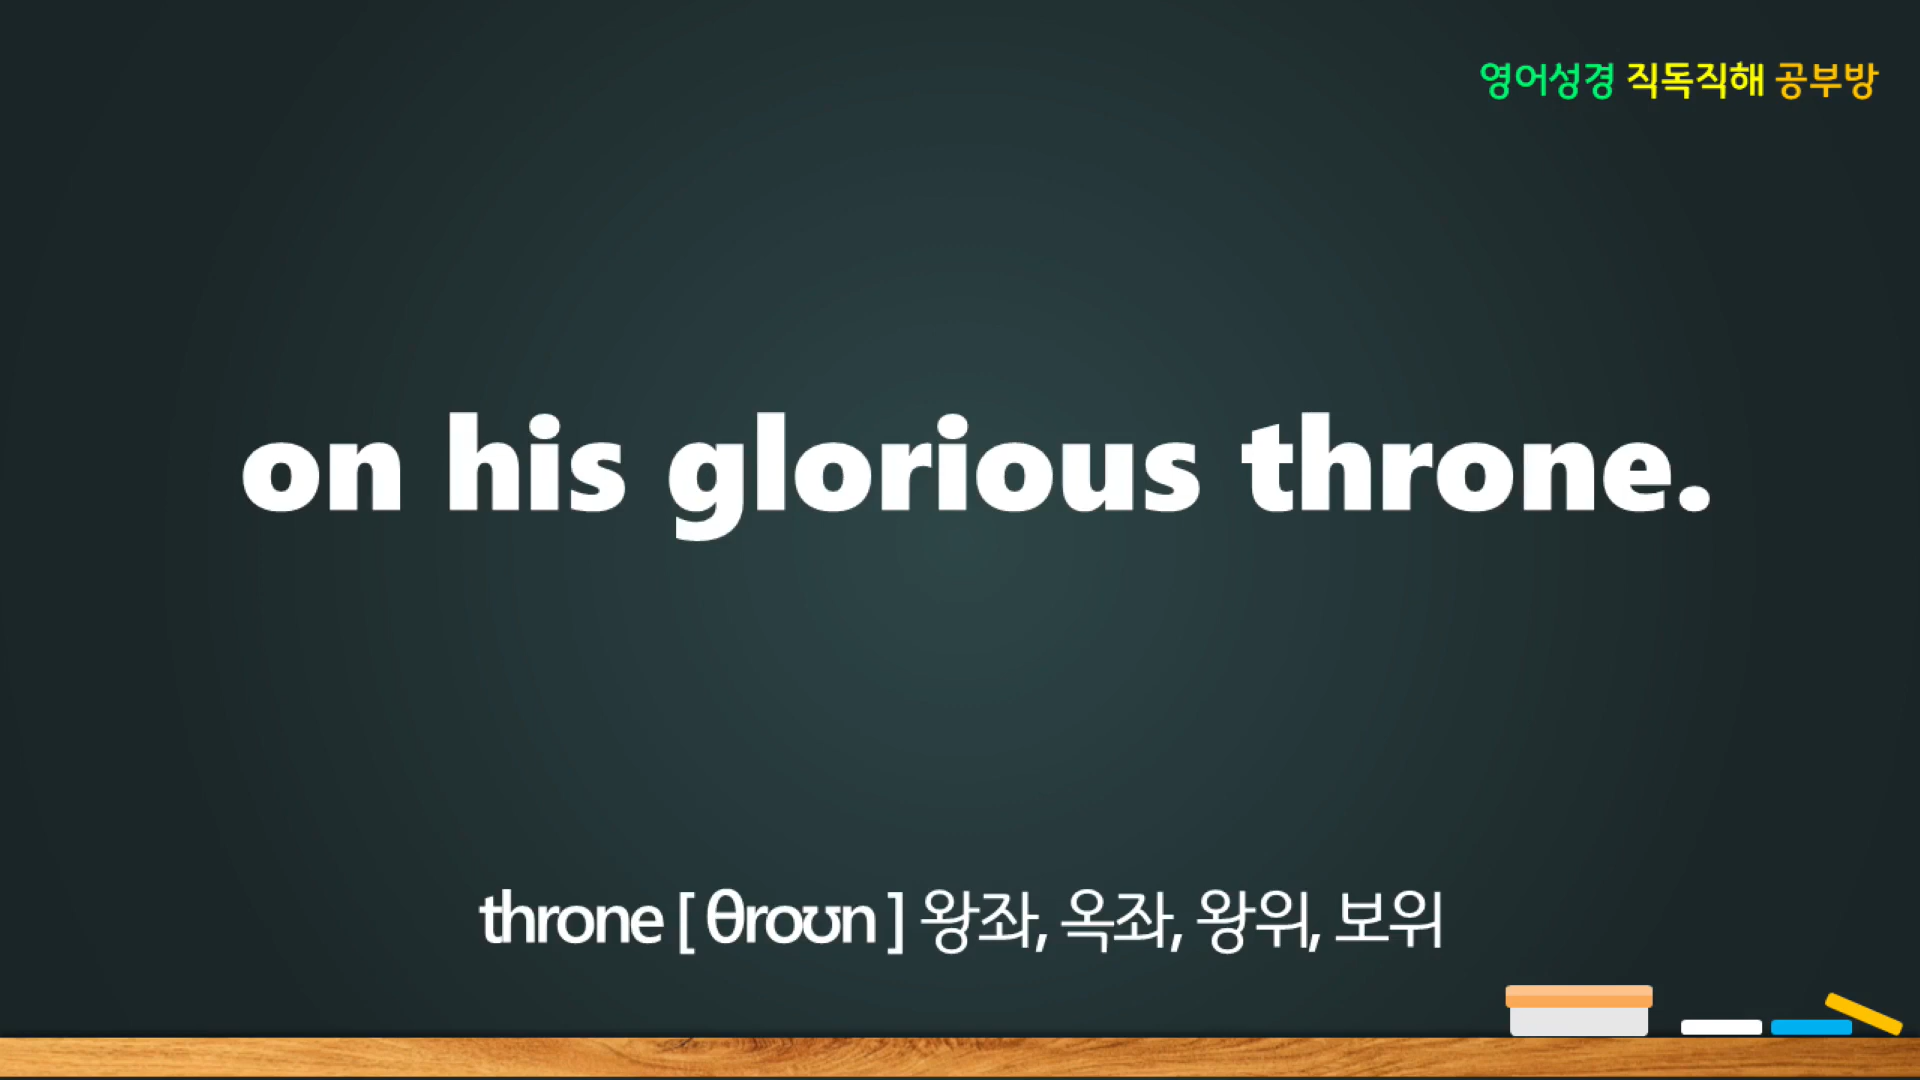 영어성경 직독직해 공부방
on his glorious throne.
throne [ θroʊn ] 왕좌, 옥좌, 왕위, 보위